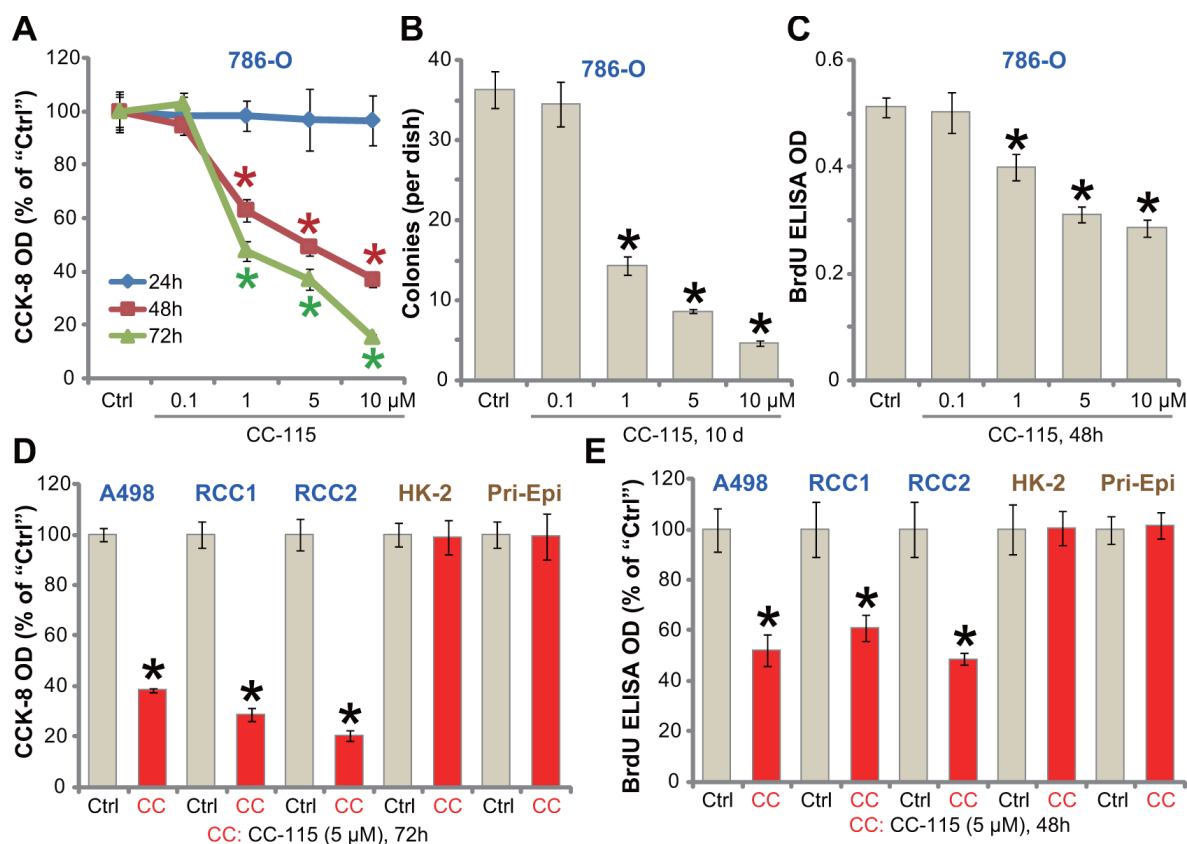 A
786-O
CCK-8 OD (% of “Ctrl”)
120
100
80
60
40
20
0
24h
48h
72h
Ctrl 0.1 1 5 10 µM
CC-115
B
786-O
Colonies (per dish)
40
30
20
10
0
Ctrl 0.1 1 5 10 µM
CC-115, 10 d
C
786-O
BrdU ELISA OD
0.6
0.4
0.2
0
Ctrl 0.1 1 5 10 µM
CC-115, 48h
D
A498 RCC1 RCC2 HK-2 Pri-Epi
CCK-8 OD (% of “Ctrl”)
120
100
80
60
40
20
0
Ctrl CC Ctrl CC Ctrl CC Ctrl CC Ctrl CC
CC: CC-115 (5 µM), 72h
E
A498 RCC1 RCC2 HK-2 Pri-Epi
BrdU ELISA OD (% of “Ctrl”)
120
100
80
60
40
20
0
Ctrl CC Ctrl CC Ctrl CC Ctrl CC Ctrl CC
CC: CC-115 (5 µM), 48h